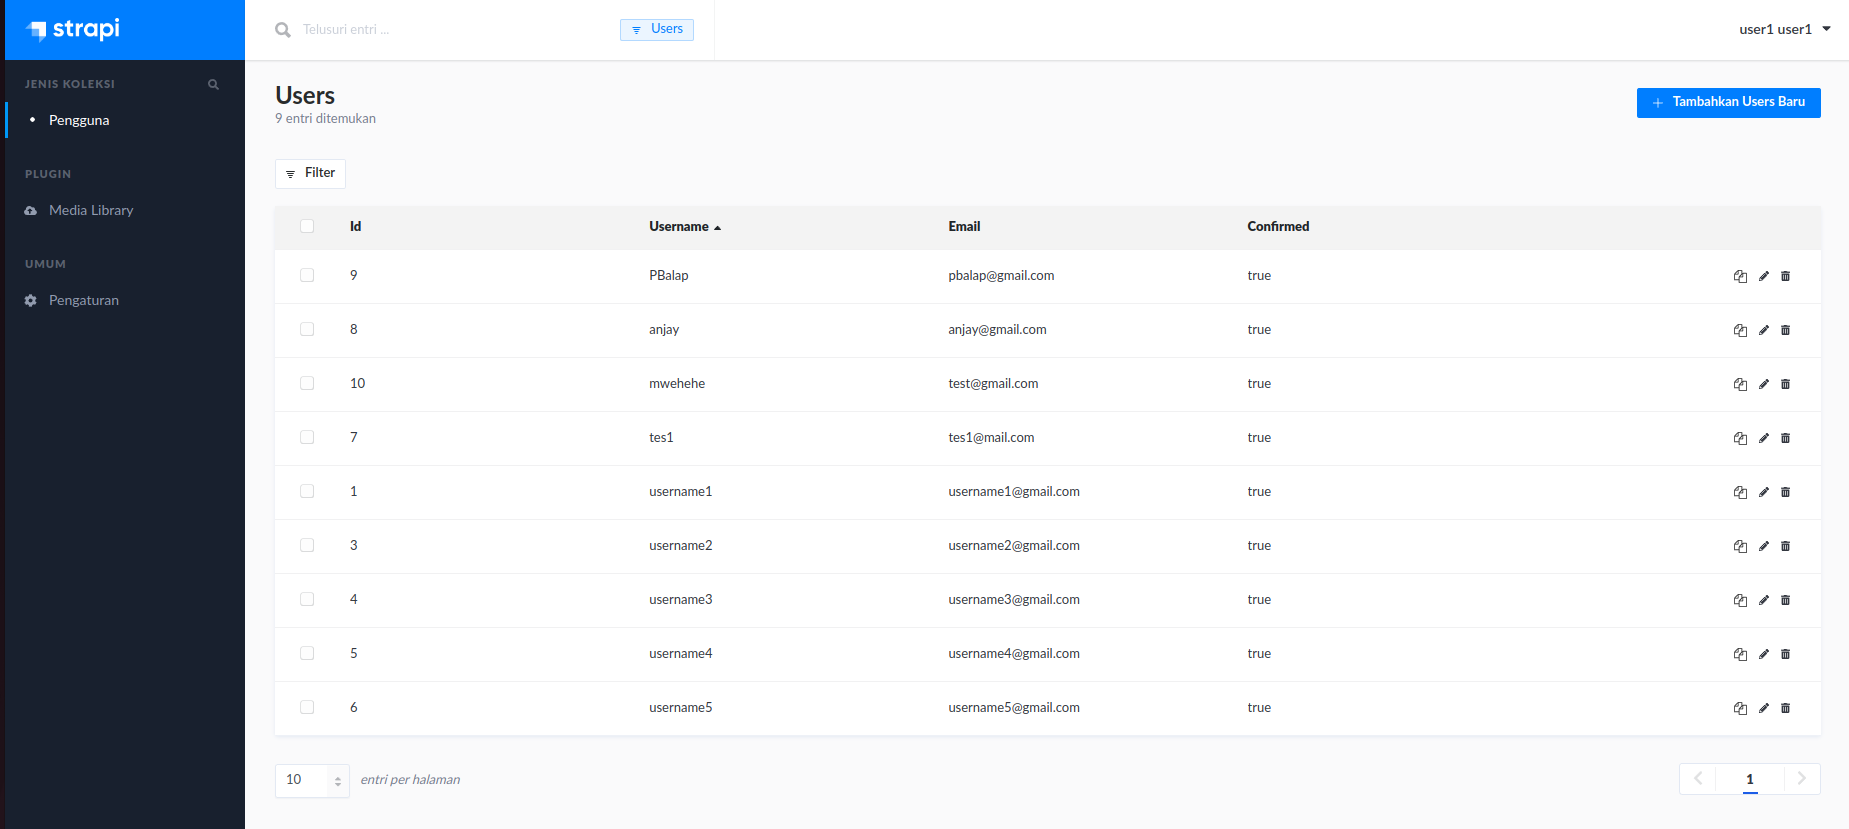 strapi
Telusuri entri ...
Users
user1 user1
JENIS KOLEKSI
Pengguna
PLUGIN
Media Library
UMUM
Pengaturan
Users
9 entri ditemukan
Tambahkan Users Baru
Filter
Id Username Email Confirmed
9 PBalap pbalap@gmail.com true
8 anjay anjay@gmail.com true
10 mwehehe test@gmail.com true
7 tes1 tes1@mail.com true
1 username1 username1@gmail.com true
3 username2 username2@gmail.com true
4 username3 username3@gmail.com true
5 username4 username4@gmail.com true
6 username5 username5@gmail.com true
10 entri per halaman
1